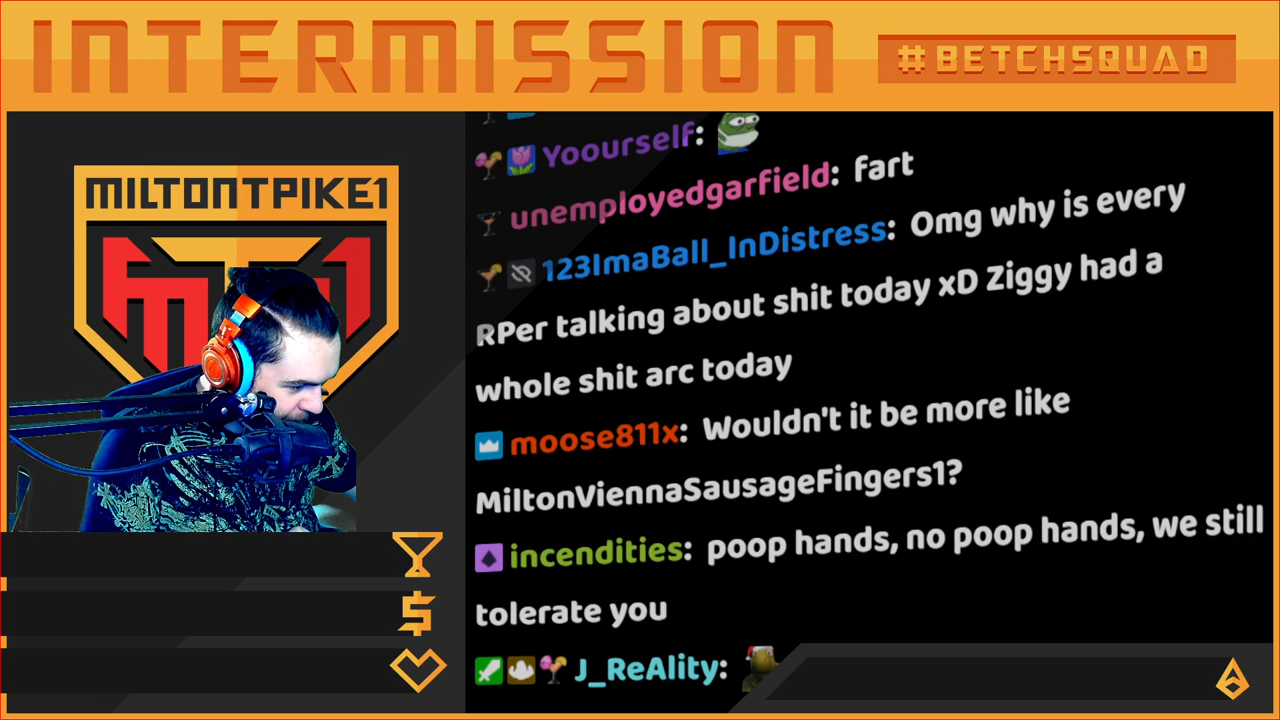 INTERMISSION
#BETCHSQUAD
MILTONTPIKE1
MT1
Yoourself:
unemployedgarfield: fart
123ImaBall_InDistress: Omg why is every
RPer talking about shit today xD Ziggy had a
whole shit arc today
moose811x: Wouldn't it be more like
MiltonViennaSausageFingers1?
incendities: poop hands, no poop hands, we still
tolerate you
J_ReAlity:
$